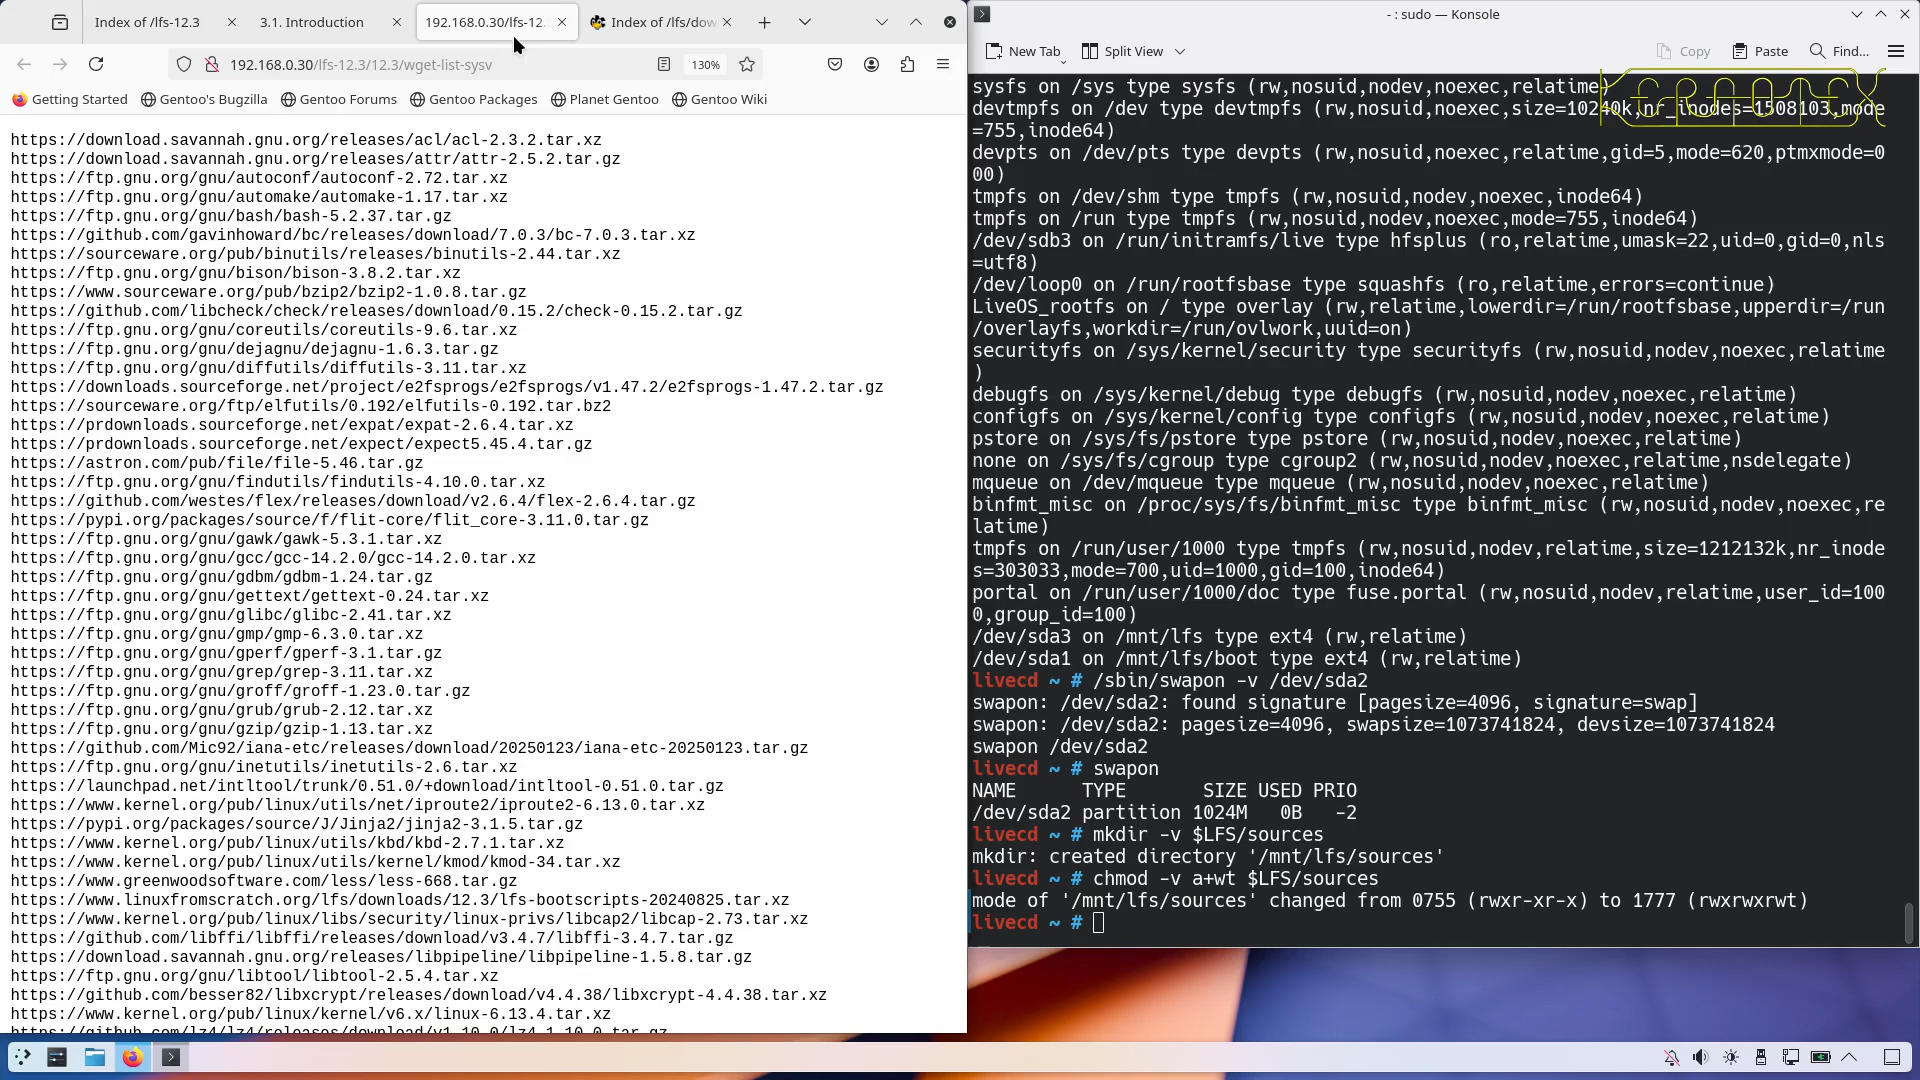 Index of /lfs-12.3
3.1. Introduction
192.168.0.30/lfs-12.
Index of /lfs/dow
192.168.0.30/lfs-12.3/12.3/wget-list-sysv
130%
Getting Started
Gentoo's Bugzilla
Gentoo Forums
Gentoo Packages
Planet Gentoo
Gentoo Wiki
https://download.savannah.gnu.org/releases/acl/acl-2.3.2.tar.xz
https://download.savannah.gnu.org/releases/attr/attr-2.5.2.tar.gz
https://ftp.gnu.org/gnu/autoconf/autoconf-2.72.tar.xz
https://ftp.gnu.org/gnu/automake/automake-1.17.tar.xz
https://ftp.gnu.org/gnu/bash/bash-5.2.37.tar.gz
https://github.com/gavinhoward/bc/releases/download/7.0.3/bc-7.0.3.tar.xz
https://sourceware.org/pub/binutils/releases/binutils-2.44.tar.xz
https://ftp.gnu.org/gnu/bison/bison-3.8.2.tar.xz
https://www.sourceware.org/pub/bzip2/bzip2-1.0.8.tar.gz
https://github.com/libcheck/check/releases/download/0.15.2/check-0.15.2.tar.gz
https://ftp.gnu.org/gnu/coreutils/coreutils-9.6.tar.xz
https://ftp.gnu.org/gnu/dejagnu/dejagnu-1.6.3.tar.gz
https://ftp.gnu.org/gnu/diffutils/diffutils-3.11.tar.xz
https://downloads.sourceforge.net/project/e2fsprogs/e2fsprogs/v1.47.2/e2fsprogs-1.47.2.tar.gz
https://sourceware.org/ftp/elfutils/0.192/elfutils-0.192.tar.bz2
https://prdownloads.sourceforge.net/expat/expat-2.6.4.tar.xz
https://prdownloads.sourceforge.net/expect/expect5.45.4.tar.gz
https://astron.com/pub/file/file-5.46.tar.gz
https://ftp.gnu.org/gnu/findutils/findutils-4.10.0.tar.xz
https://github.com/westes/flex/releases/download/v2.6.4/flex-2.6.4.tar.gz
https://pypi.org/packages/source/f/flit-core/flit_core-3.11.0.tar.gz
https://ftp.gnu.org/gnu/gawk/gawk-5.3.1.tar.xz
https://ftp.gnu.org/gnu/gcc/gcc-14.2.0/gcc-14.2.0.tar.xz
https://ftp.gnu.org/gnu/gdbm/gdbm-1.24.tar.gz
https://ftp.gnu.org/gnu/gettext/gettext-0.24.tar.xz
https://ftp.gnu.org/gnu/glibc/glibc-2.41.tar.xz
https://ftp.gnu.org/gnu/gmp/gmp-6.3.0.tar.xz
https://ftp.gnu.org/gnu/gperf/gperf-3.1.tar.gz
https://ftp.gnu.org/gnu/grep/grep-3.11.tar.xz
https://ftp.gnu.org/gnu/groff/groff-1.23.0.tar.gz
https://ftp.gnu.org/gnu/grub/grub-2.12.tar.xz
https://ftp.gnu.org/gnu/gzip/gzip-1.13.tar.xz
https://github.com/Mic92/iana-etc/releases/download/20250123/iana-etc-20250123.tar.gz
https://ftp.gnu.org/gnu/inetutils/inetutils-2.6.tar.xz
https://launchpad.net/intltool/trunk/0.51.0/+download/intltool-0.51.0.tar.gz
https://www.kernel.org/pub/linux/utils/net/iproute2/iproute2-6.13.0.tar.xz
https://pypi.org/packages/source/J/Jinja2/jinja2-3.1.5.tar.gz
https://www.kernel.org/pub/linux/utils/kbd/kbd-2.7.1.tar.xz
https://www.kernel.org/pub/linux/utils/kernel/kmod/kmod-34.tar.xz
https://www.greenwoodsoftware.com/less/less-668.tar.gz
https://www.linuxfromscratch.org/lfs/downloads/12.3/lfs-bootscripts-20240825.tar.xz
https://www.kernel.org/pub/linux/libs/security/linux-privs/libcap2/libcap-2.73.tar.xz
https://github.com/libffi/libffi/releases/download/v3.4.7/libffi-3.4.7.tar.gz
https://download.savannah.gnu.org/releases/libpipeline/libpipeline-1.5.8.tar.gz
https://ftp.gnu.org/gnu/libtool/libtool-2.5.4.tar.xz
https://github.com/besser82/libxcrypt/releases/download/v4.4.38/libxcrypt-4.4.38.tar.xz
https://www.kernel.org/pub/linux/kernel/v6.x/linux-6.13.4.tar.xz
https://github.com/lz4/lz4/releases/download/v1.10.0/lz4-1.10.0.tar.gz
- : sudo — Konsole
New Tab
Split View
Copy
Paste
Find...
sysfs on /sys type sysfs (rw,nosuid,nodev,noexec,relatime)
devtmpfs on /dev type devtmpfs (rw,nosuid,noexec,size=10240k,nr_inodes=1508103,mode
=755,inode64)
devpts on /dev/pts type devpts (rw,nosuid,noexec,relatime,gid=5,mode=620,ptmxmode=0
00)
tmpfs on /dev/shm type tmpfs (rw,nosuid,nodev,noexec,inode64)
tmpfs on /run type tmpfs (rw,nosuid,nodev,noexec,mode=755,inode64)
/dev/sdb3 on /run/initramfs/live type hfsplus (ro,relatime,umask=22,uid=0,gid=0,nls
=utf8)
/dev/loop0 on /run/rootfsbase type squashfs (ro,relatime,errors=continue)
LiveOS_rootfs on / type overlay (rw,relatime,lowerdir=/run/rootfsbase,upperdir=/run
/overlayfs,workdir=/run/ovlwork,uuid=on)
securityfs on /sys/kernel/security type securityfs (rw,nosuid,nodev,noexec,relatime
)
debugfs on /sys/kernel/debug type debugfs (rw,nosuid,nodev,noexec,relatime)
configfs on /sys/kernel/config type configfs (rw,nosuid,nodev,noexec,relatime)
pstore on /sys/fs/pstore type pstore (rw,nosuid,nodev,noexec,relatime)
none on /sys/fs/cgroup type cgroup2 (rw,nosuid,nodev,noexec,relatime,nsdelegate)
mqueue on /dev/mqueue type mqueue (rw,nosuid,nodev,noexec,relatime)
binfmt_misc on /proc/sys/fs/binfmt_misc type binfmt_misc (rw,nosuid,nodev,noexec,re
latime)
tmpfs on /run/user/1000 type tmpfs (rw,nosuid,nodev,relatime,size=1212132k,nr_inode
s=303033,mode=700,uid=1000,gid=100,inode64)
portal on /run/user/1000/doc type fuse.portal (rw,nosuid,nodev,relatime,user_id=100
0,group_id=100)
/dev/sda3 on /mnt/lfs type ext4 (rw,relatime)
/dev/sda1 on /mnt/lfs/boot type ext4 (rw,relatime)
livecd ~ # /sbin/swapon -v /dev/sda2
swapon: /dev/sda2: found signature [pagesize=4096, signature=swap]
swapon: /dev/sda2: pagesize=4096, swapsize=1073741824, devsize=1073741824
swapon /dev/sda2
livecd ~ # swapon
NAME TYPE SIZE USED PRIO
/dev/sda2 partition 1024M 0B -2
livecd ~ # mkdir -v $LFS/sources
mkdir: created directory '/mnt/lfs/sources'
livecd ~ # chmod -v a+wt $LFS/sources
mode of '/mnt/lfs/sources' changed from 0755 (rwxr-xr-x) to 1777 (rwxrwxrwt)
livecd ~ #